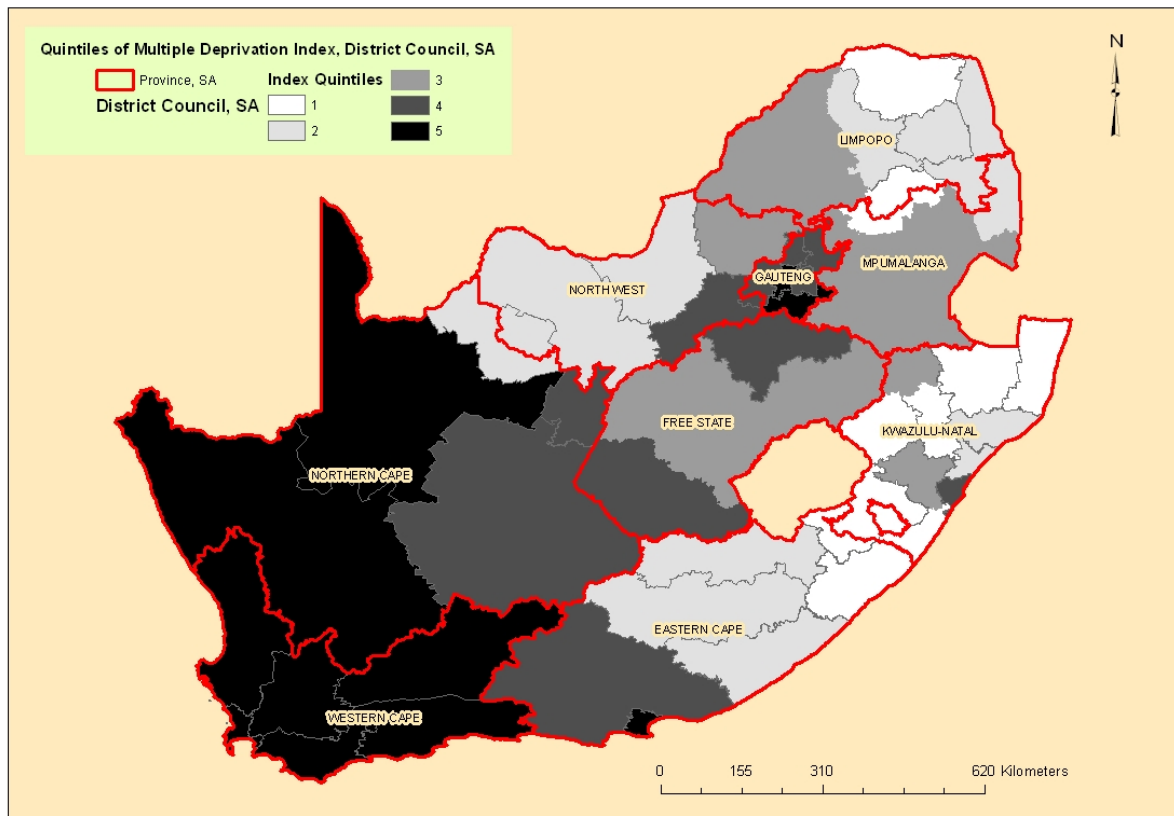 Quintiles of Multiple Deprivation Index, District Council, SA
Province, SA
District Council, SA
Index Quintiles
1
2
3
4
5
N
LIMPOPO
MPUMALANGA
GAUTENG
NORTH WEST
FREE STATE
KWAZULU-NATAL
NORTHERN CAPE
EASTERN CAPE
WESTERN CAPE
0 155 310 620 Kilometers